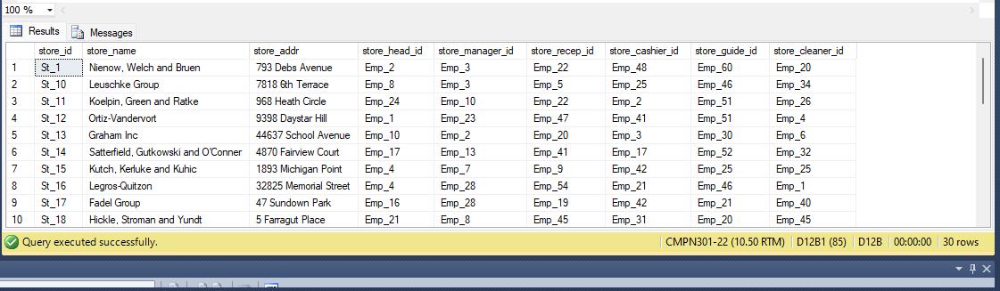 100 %
Results Messages
store_id store_name store_addr store_head_id store_manager_id store_recep_id store_cashier_id store_guide_id store_cleaner_id
1 St_1 Nienow, Welch and Bruen 793 Debs Avenue Emp_2 Emp_3 Emp_22 Emp_48 Emp_60 Emp_20
2 St_10 Leuschke Group 7818 6th Terrace Emp_8 Emp_3 Emp_5 Emp_25 Emp_46 Emp_34
3 St_11 Koelpin, Green and Ratke 968 Heath Circle Emp_24 Emp_10 Emp_22 Emp_2 Emp_51 Emp_26
4 St_12 Ortiz-Vandervort 9398 Daystar Hill Emp_1 Emp_23 Emp_47 Emp_41 Emp_51 Emp_4
5 St_13 Graham Inc 44637 School Avenue Emp_10 Emp_2 Emp_20 Emp_3 Emp_30 Emp_6
6 St_14 Satterfield, Gutkowski and O'Conner 4870 Fairview Court Emp_17 Emp_13 Emp_41 Emp_17 Emp_52 Emp_32
7 St_15 Kutch, Kerluke and Kuhic 1893 Michigan Point Emp_4 Emp_7 Emp_9 Emp_42 Emp_25 Emp_25
8 St_16 Legros-Quitzon 32825 Memorial Street Emp_4 Emp_28 Emp_54 Emp_21 Emp_46 Emp_1
9 St_17 Fadel Group 47 Sundown Park Emp_16 Emp_28 Emp_19 Emp_42 Emp_21 Emp_40
10 St_18 Hickle, Stroman and Yundt 5 Farragut Place Emp_21 Emp_8 Emp_45 Emp_31 Emp_20 Emp_45
Query executed successfully. CMPN301-22 (10.50 RTM) D12B1 (85) D12B 00:00:00 30 rows